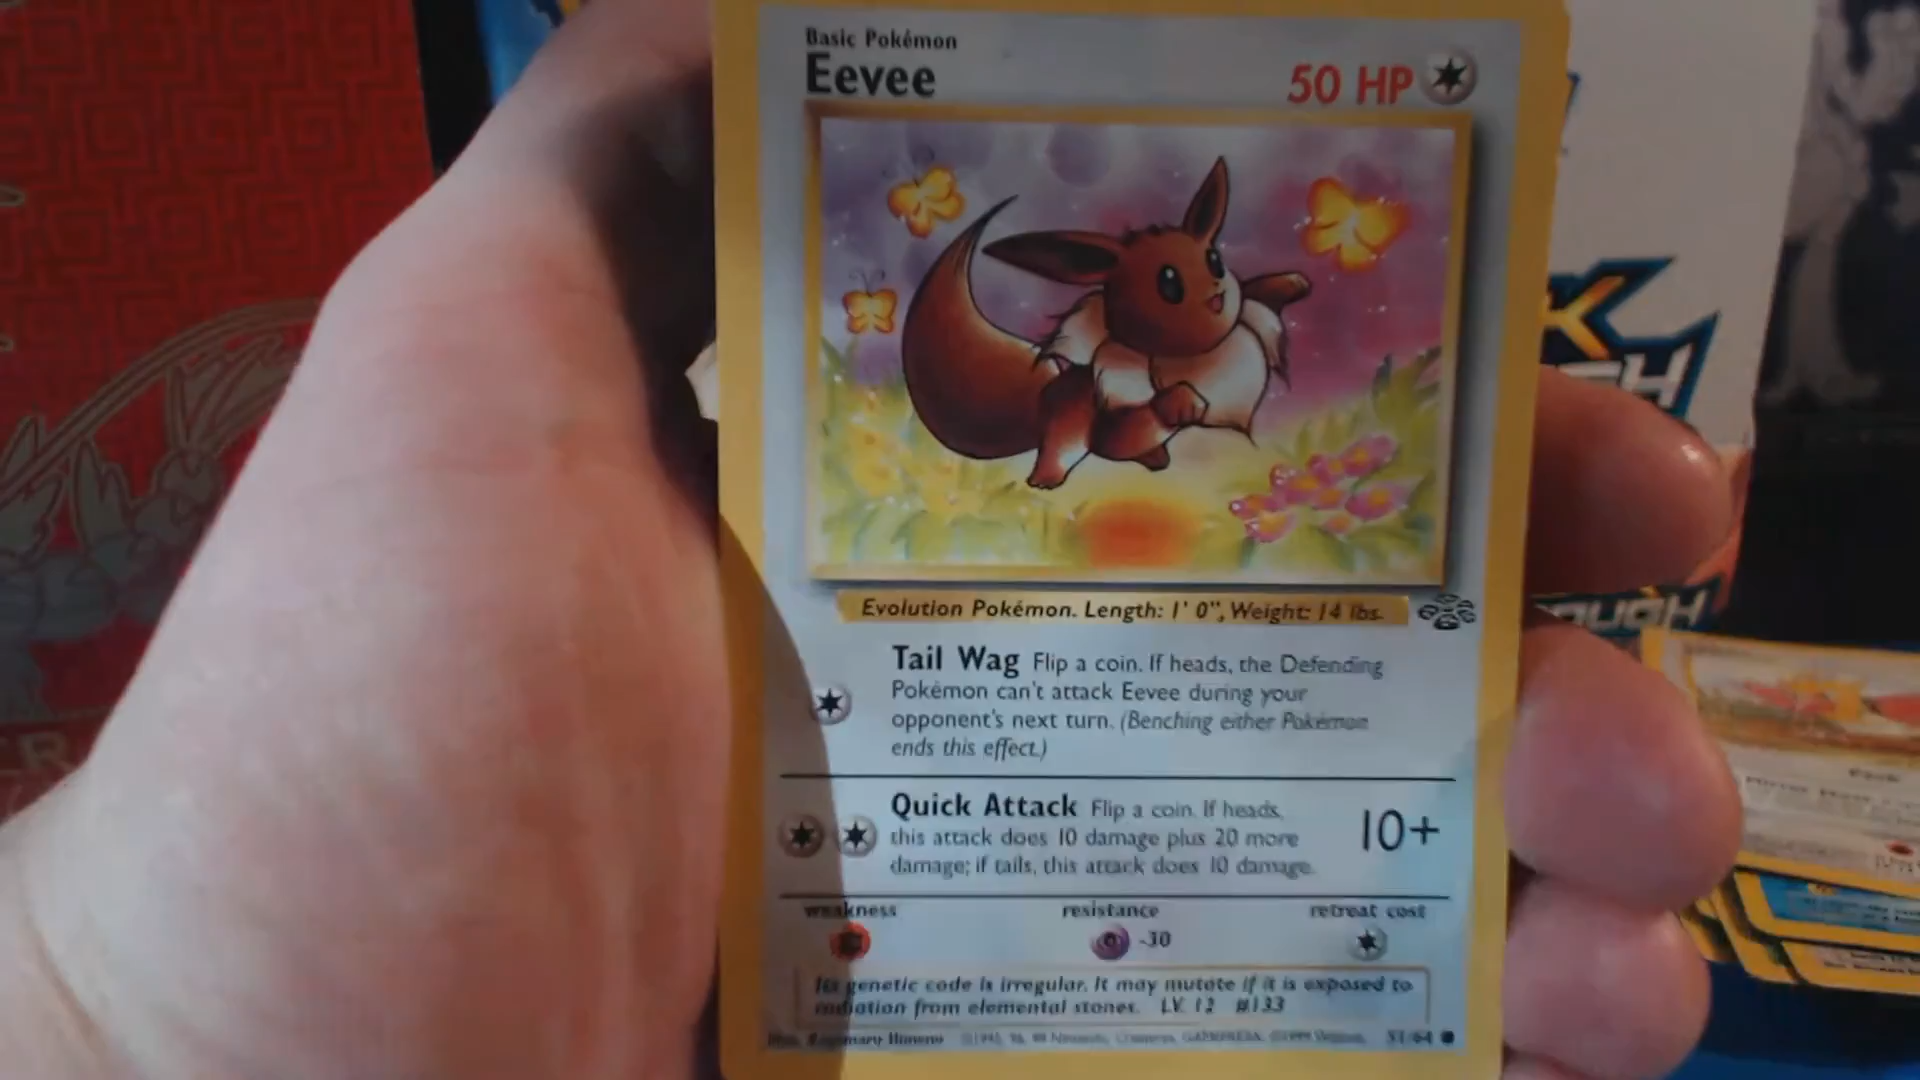 Basic Pokémon
Eevee
50 HP
Evolution Pokémon. Length: 1' 0", Weight: 14 lbs.
Tail Wag Flip a coin. If heads, the Defending
Pokémon can't attack Eevee during your
opponent's next turn. (Benching either Pokémon
ends this effect.)
Quick Attack Flip a coin. If heads,
this attack does 10 damage plus 20 more
damage; if tails, this attack does 10 damage.
10+
weakness
resistance
retreat cost
-30
Its genetic code is irregular. It may mutate if it is exposed to
radiation from elemental stones. LV. 12 #133
51/64